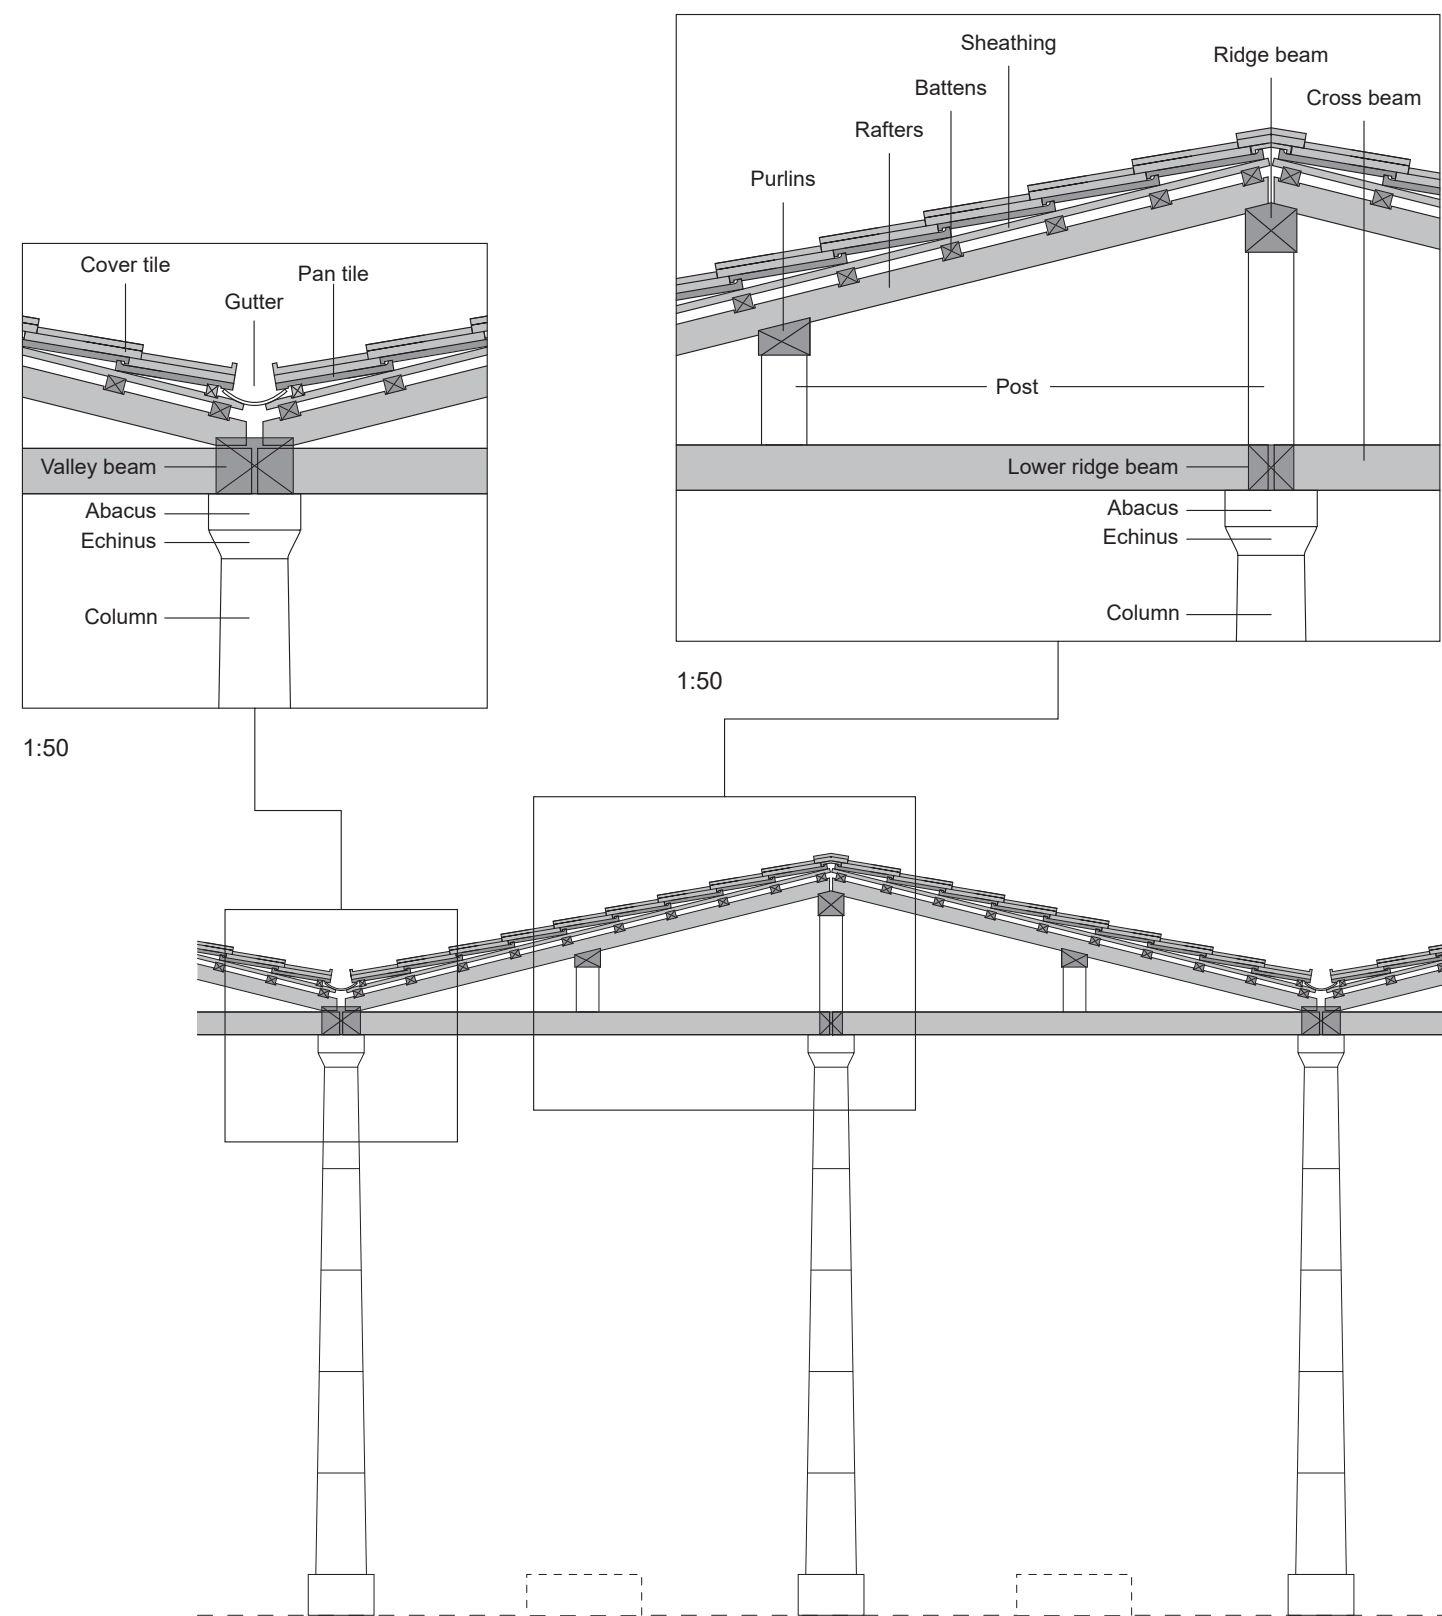 Cover tile
Pan tile
Gutter
Valley beam
Abacus
Echinus
Column
1:50
Sheathing
Ridge beam
Battens
Cross beam
Rafters
Purlins
Post
Lower ridge beam
Abacus
Echinus
Column
1:50